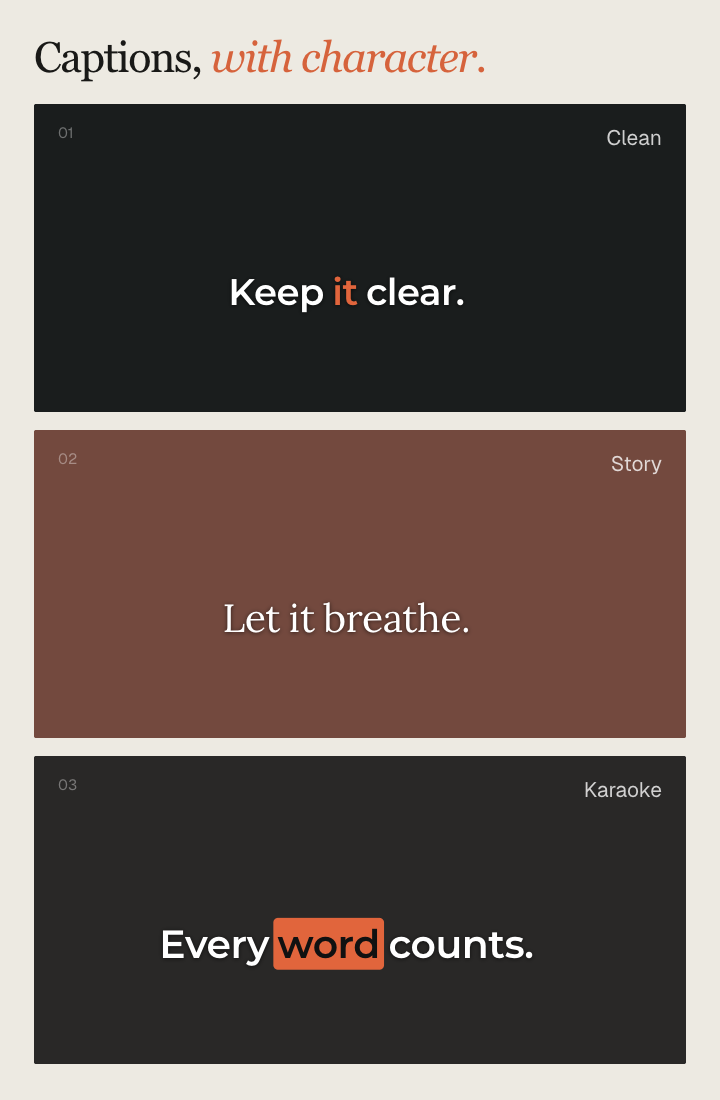 Captions, with character.
01
Clean
Keep it clear.
02
Story
Let it breathe.
03
Karaoke
Every word counts.